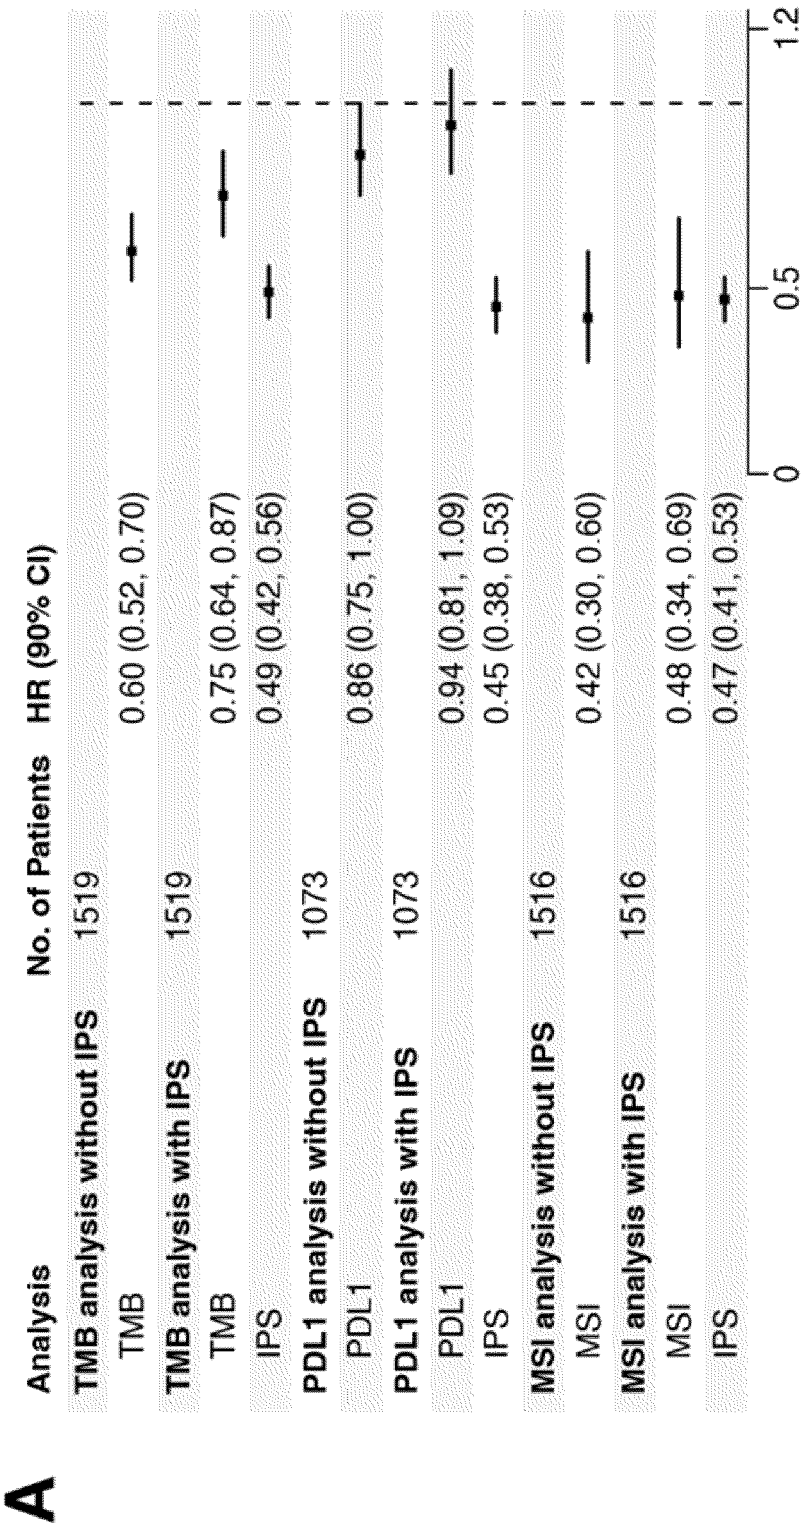 A
Analysis No. of Patients HR (90% CI)
TMB analysis without IPS 1519
TMB 0.60 (0.52, 0.70)
TMB analysis with IPS 1519
TMB 0.75 (0.64, 0.87)
IPS 0.49 (0.42, 0.56)
PDL1 analysis without IPS 1073
PDL1 0.86 (0.75, 1.00)
PDL1 analysis with IPS 1073
PDL1 0.94 (0.81, 1.09)
IPS 0.45 (0.38, 0.53)
MSI analysis without IPS 1516
MSI 0.42 (0.30, 0.60)
MSI analysis with IPS 1516
MSI 0.48 (0.34, 0.69)
IPS 0.47 (0.41, 0.53)
0 0.5 1.2